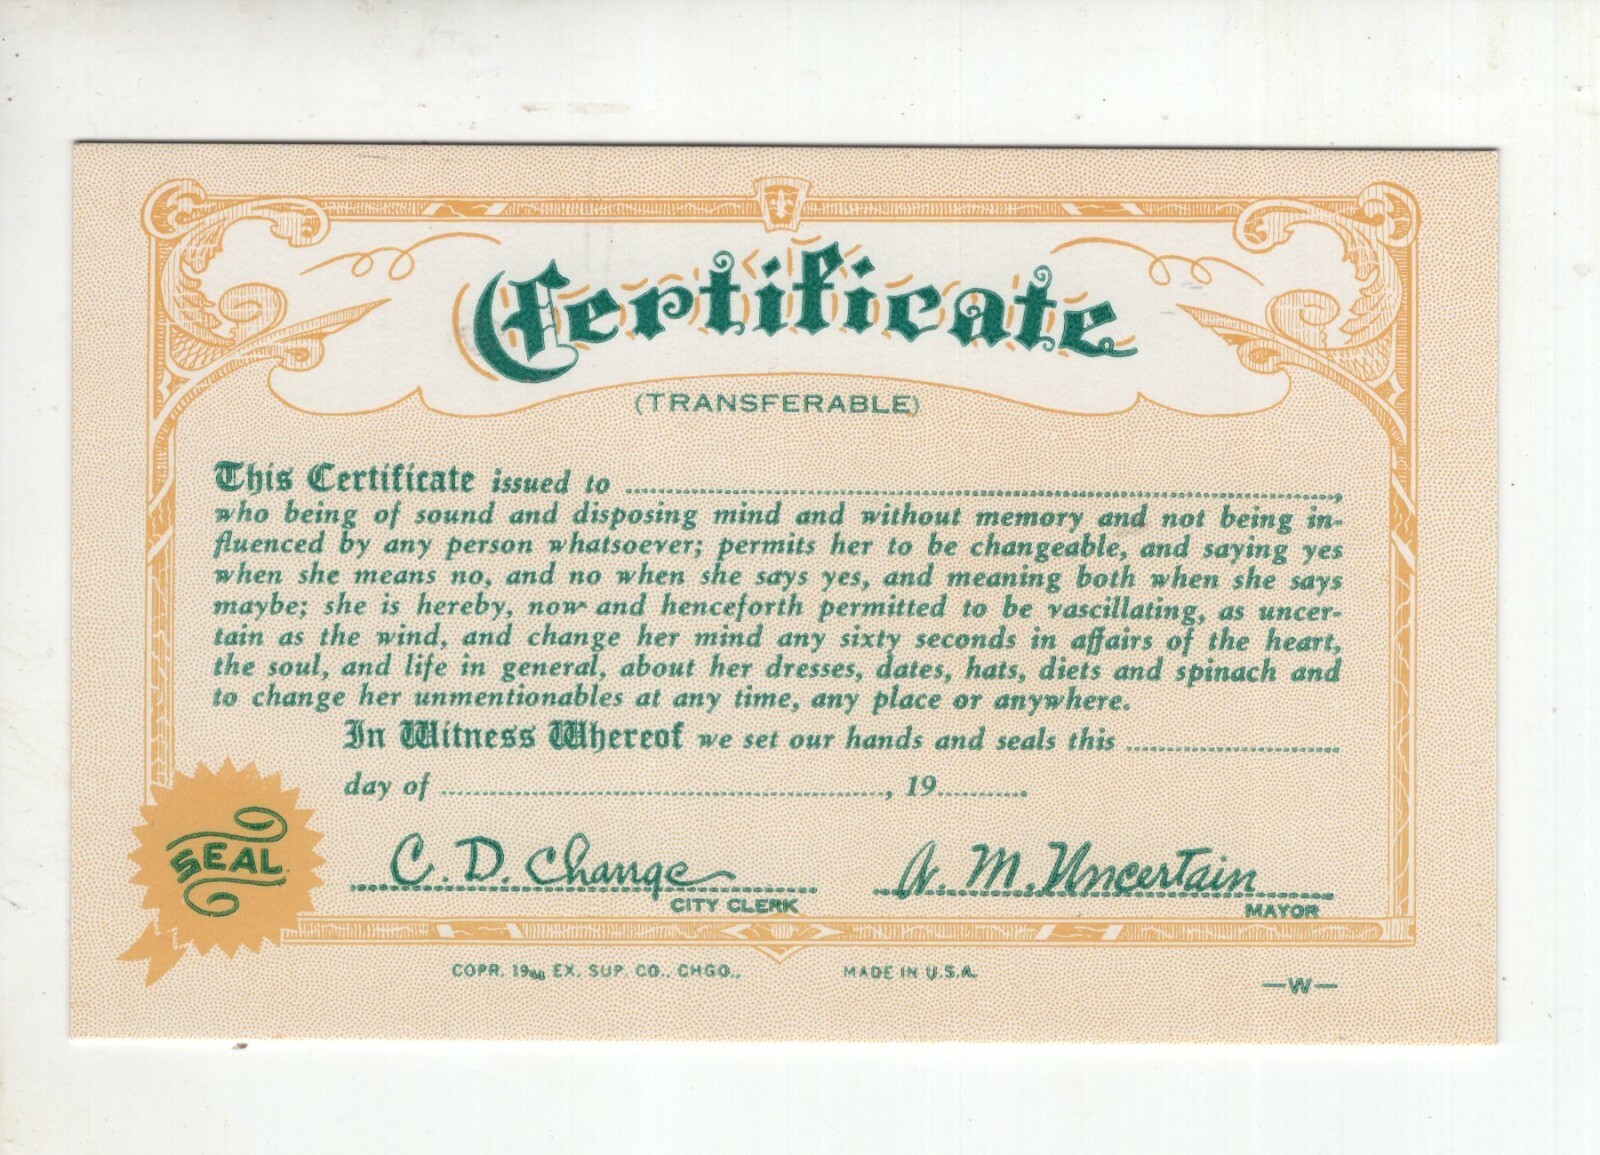 Certificate
(TRANSFERABLE)
This Certificate issued to ,
who being of sound and disposing mind and without memory and not being in-
fluenced by any person whatsoever; permits her to be changeable, and saying yes
when she means no, and no when she says yes, and meaning both when she says
maybe; she is hereby, now and henceforth permitted to be vascillating, as uncer-
tain as the wind, and change her mind any sixty seconds in affairs of the heart,
the soul, and life in general, about her dresses, dates, hats, diets and spinach and
to change her unmentionables at any time, any place or anywhere.
In Witness Whereof we set our hands and seals this
day of , 19 .
SEAL
C. D. Change A. M. Uncertain
CITY CLERK MAYOR
COPR. EX. SUP. CO., CHGO., MADE IN U.S.A.
—W—